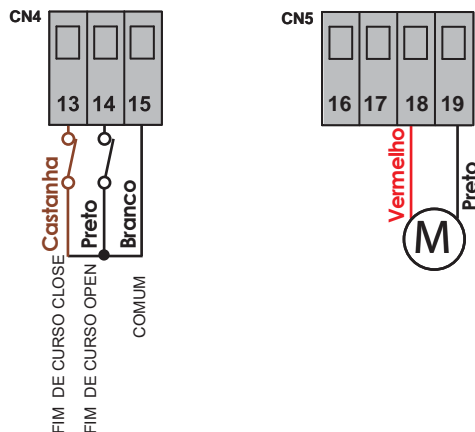 CN4
13 14 15
Castanha
Preto
Branco
FIM DE CURSO CLOSE
FIM DE CURSO OPEN
COMUM
CN5
16 17 18 19
Vermelho
Preto
M